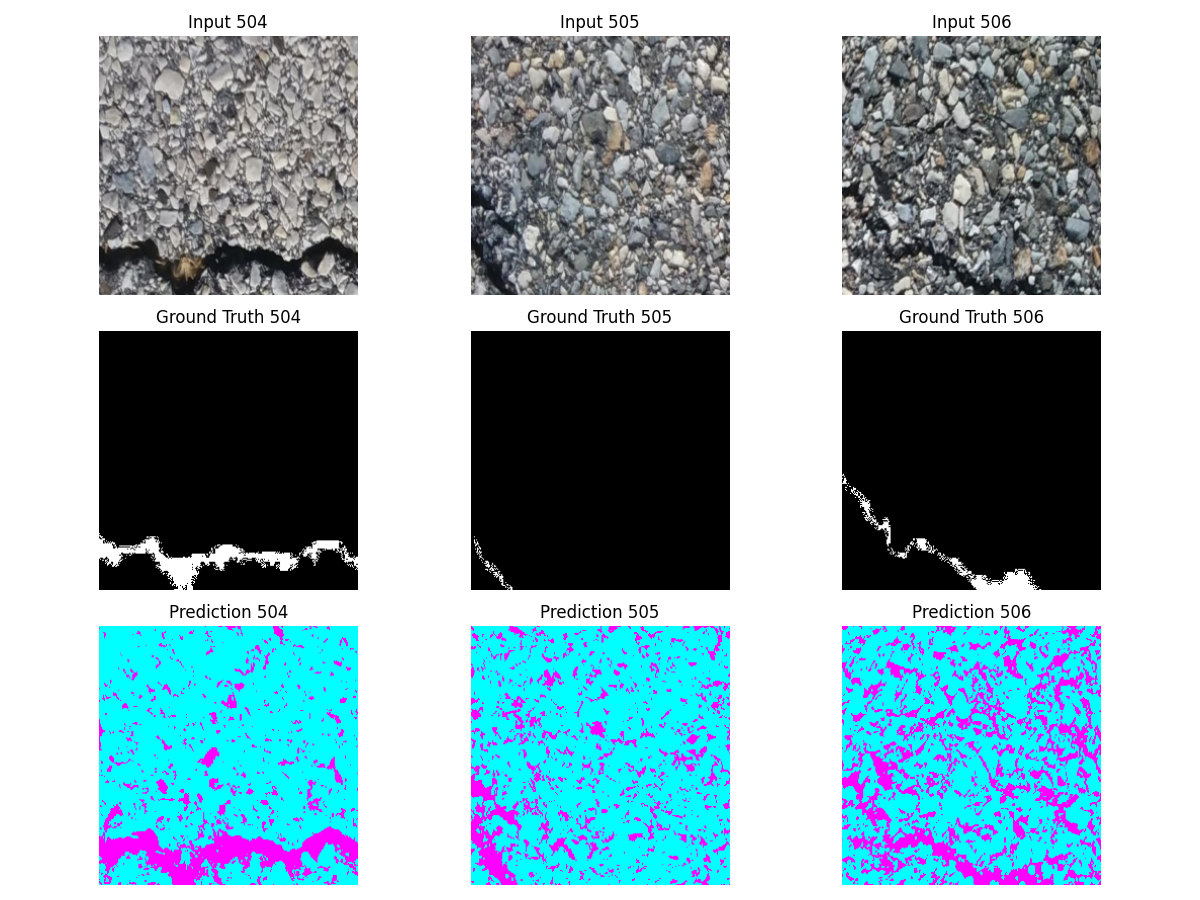 Input 504
Input 505
Input 506
Ground Truth 504
Ground Truth 505
Ground Truth 506
Prediction 504
Prediction 505
Prediction 506